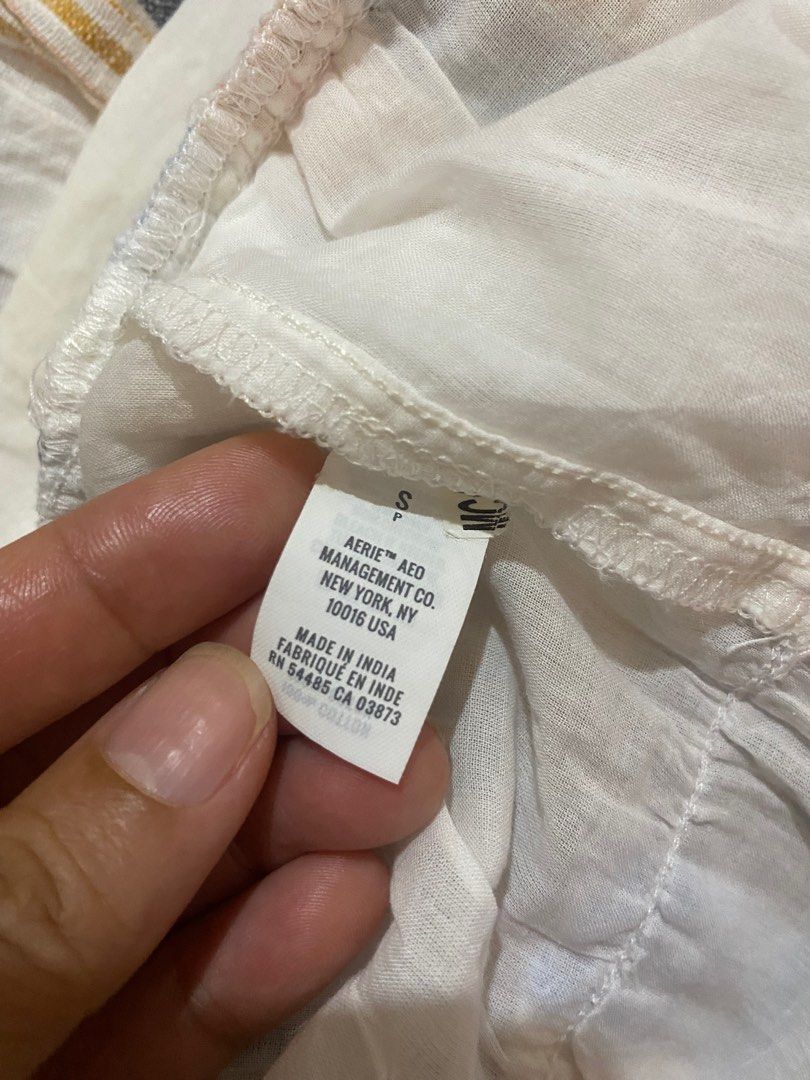 S
P
MC
AERIE™ AEO
MANAGEMENT CO.
NEW YORK, NY
10016 USA
MADE IN INDIA
FABRIQUÉ EN INDE
RN 54485 CA 03873